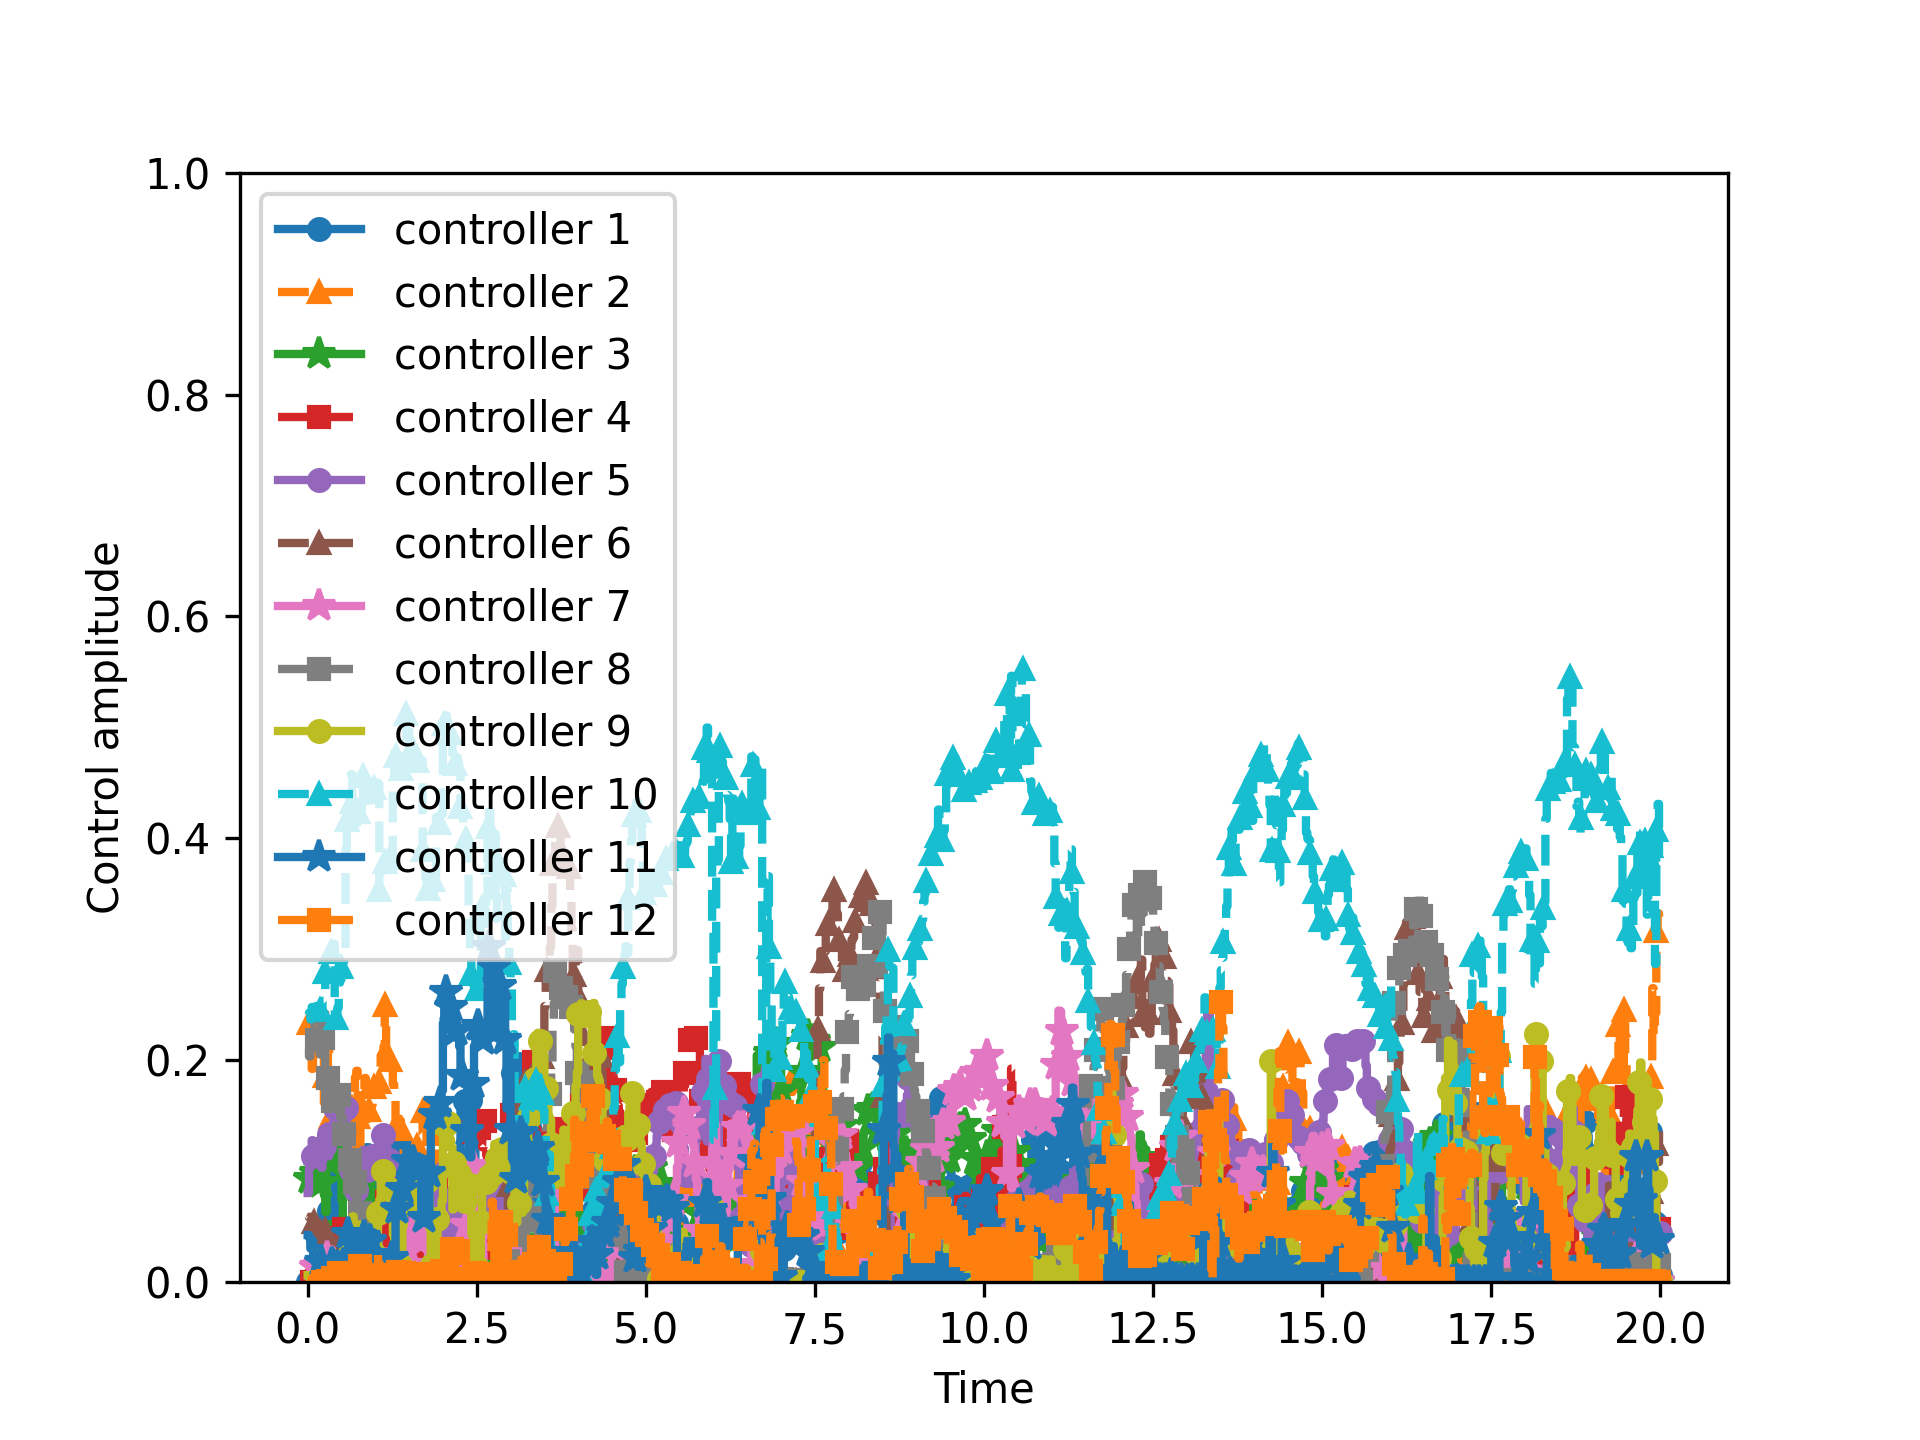 1.0
0.8
0.6
0.4
0.2
0.0
Control amplitude
controller 1
controller 2
controller 3
controller 4
controller 5
controller 6
controller 7
controller 8
controller 9
controller 10
controller 11
controller 12
0.0 2.5 5.0 7.5 10.0 12.5 15.0 17.5 20.0
Time